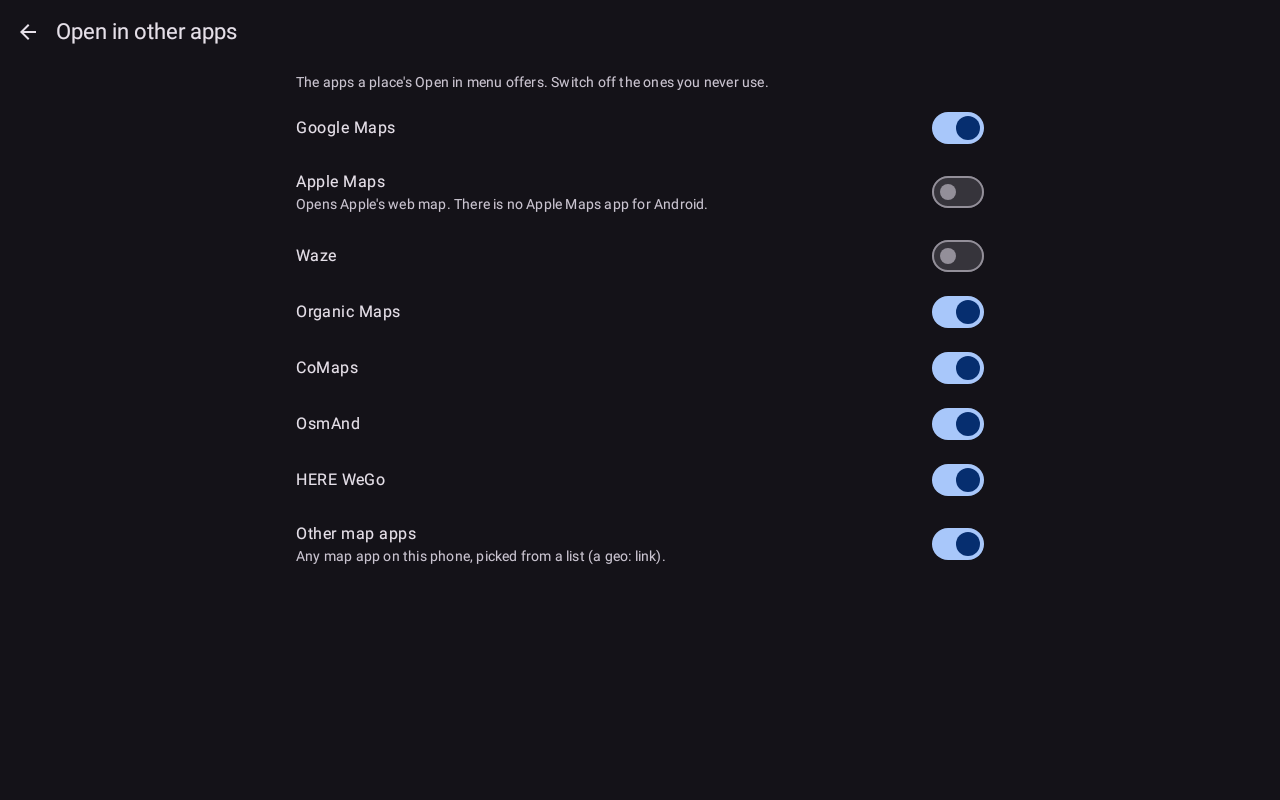 Open in other apps
The apps a place's Open in menu offers. Switch off the ones you never use.
Google Maps
Apple Maps
Opens Apple's web map. There is no Apple Maps app for Android.
Waze
Organic Maps
CoMaps
OsmAnd
HERE WeGo
Other map apps
Any map app on this phone, picked from a list (a geo: link).